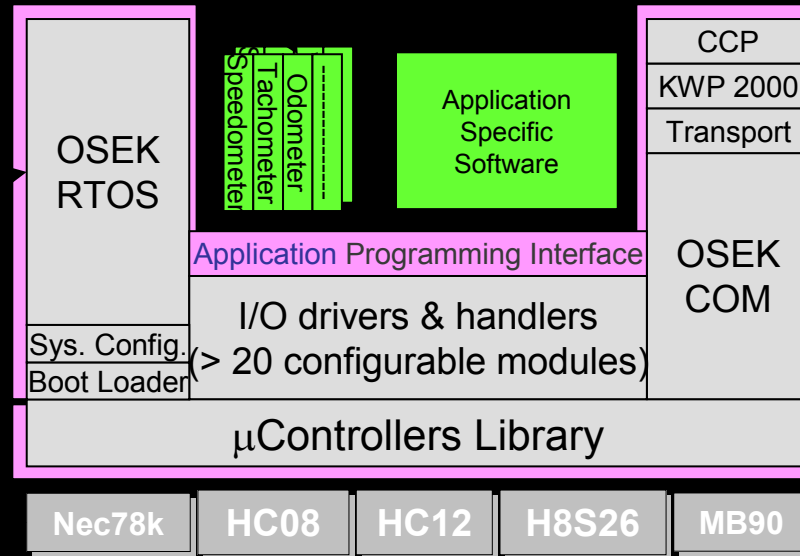 CCP
KWP 2000
Transport
OSEK
RTOS
Speedometer
Tachometer
Odometer
Application
Specific
Software
Application Programming Interface
OSEK
COM
I/O drivers & handlers
(> 20 configurable modules)
Sys. Config.
Boot Loader
µControllers Library
Nec78k
HC08
HC12
H8S26
MB90